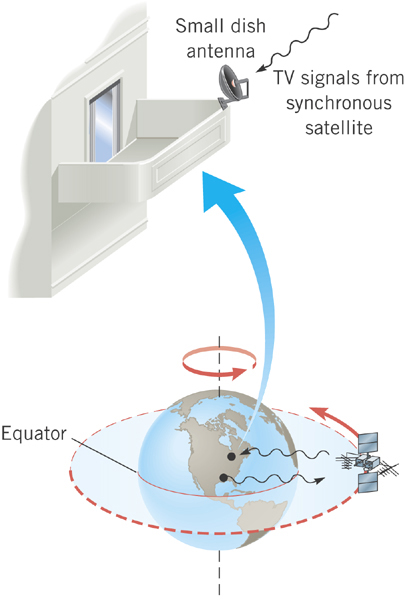 Small dish
antenna
TV signals from
synchronous
satellite
Equator